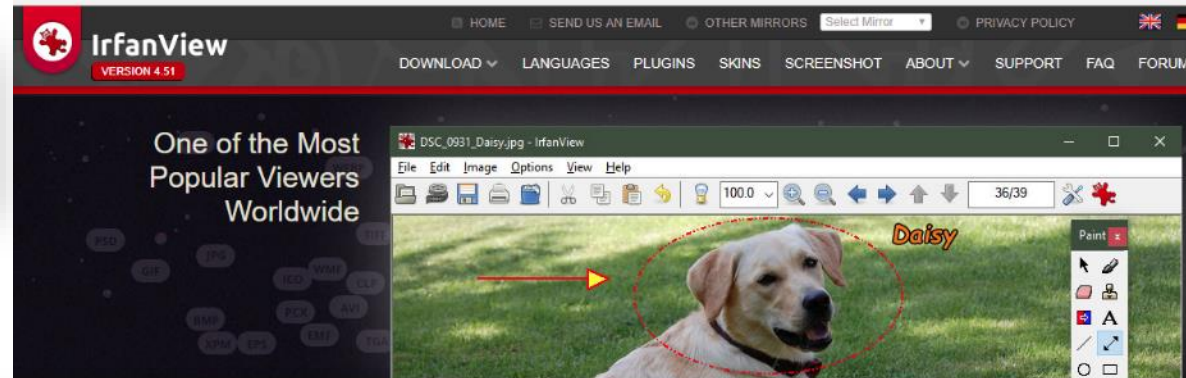 HOME SEND US AN EMAIL OTHER MIRRORS Select Mirror PRIVACY POLICY
IrfanView
VERSION 4.51
DOWNLOAD LANGUAGES PLUGINS SKINS SCREENSHOT ABOUT SUPPORT FAQ FORUM
One of the Most
Popular Viewers
Worldwide
DSC_0931_Daisy.jpg - IrfanView
File Edit Image Options View Help
100.0 36/39
Daisy
Paint
A
PSD
JPG
GIF
ICO
WMF
CLP
PCX
AVI
BMP
XPM
EPS
EMF
TGA